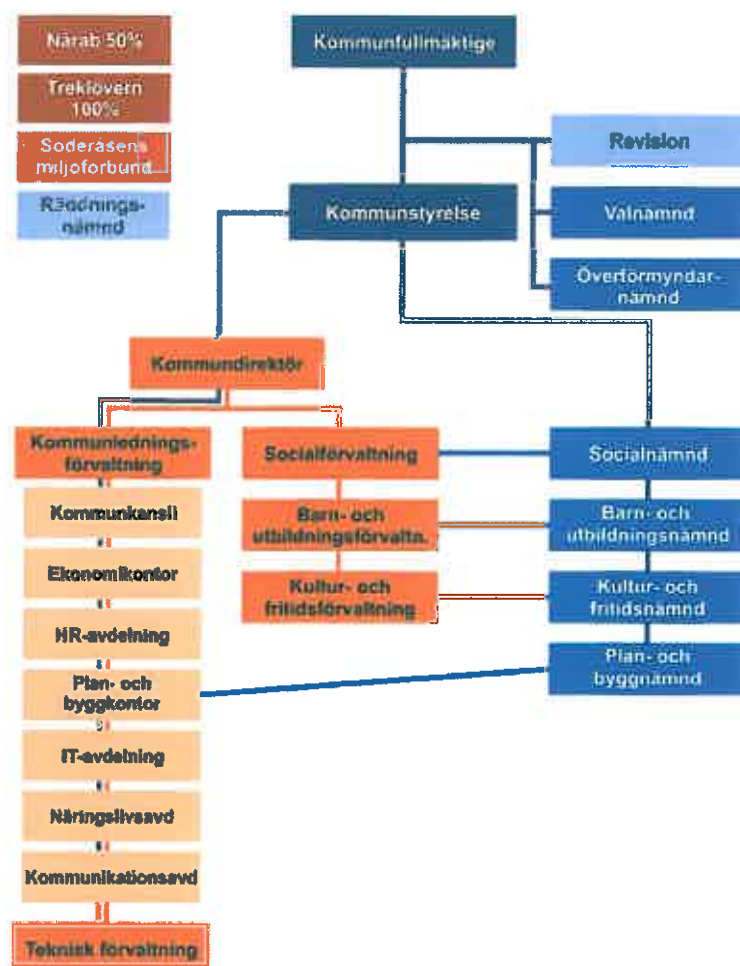 Närab 50%
Treklövern
100%
Söderåsens
miljöförbund
Räddnings-
nämnd
Kommunfullmäktige
Kommunstyrelse
Revision
Valnämnd
Överförmyndar-
nämnd
Kommundirektör
Kommunlednings-
förvaltning
Kommunkansli
Ekonomikontor
HR-avdelning
Plan- och
byggkontor
IT-avdelning
Näringslivsavd
Kommunikationsavd
Teknisk förvaltning
Socialförvaltning
Barn- och
utbildningsförvaltn.
Kultur- och
fritidsförvaltning
Socialnämnd
Barn- och
utbildningsnämnd
Kultur- och
fritidsnämnd
Plan- och
byggnämnd